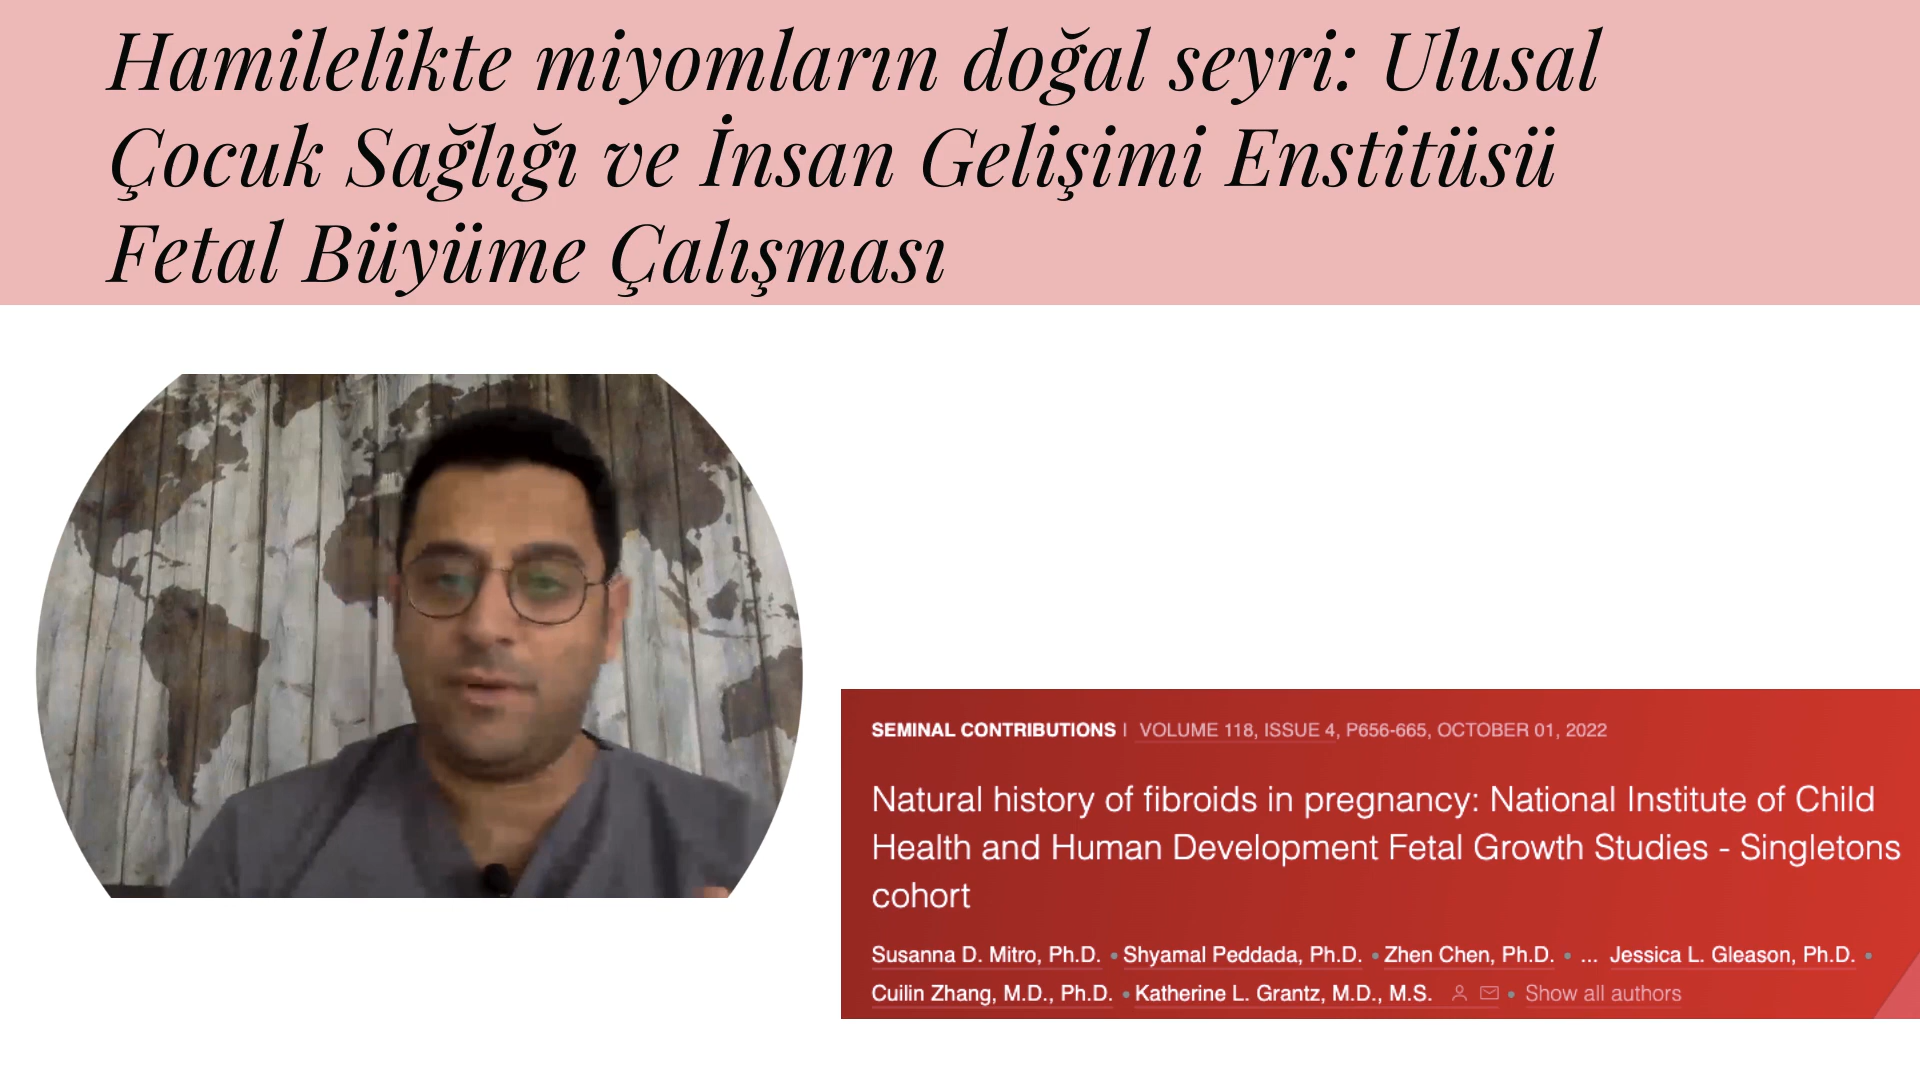 Hamilelikte miyomların doğal seyri: Ulusal
Çocuk Sağlığı ve İnsan Gelişimi Enstitüsü
Fetal Büyüme Çalışması
SEMINAL CONTRIBUTIONS | VOLUME 118, ISSUE 4, P656-665, OCTOBER 01, 2022
Natural history of fibroids in pregnancy: National Institute of Child
Health and Human Development Fetal Growth Studies - Singletons
cohort
Susanna D. Mitro, Ph.D. • Shyamal Peddada, Ph.D. • Zhen Chen, Ph.D. • ... Jessica L. Gleason, Ph.D. •
Cuilin Zhang, M.D., Ph.D. • Katherine L. Grantz, M.D., M.S. • Show all authors